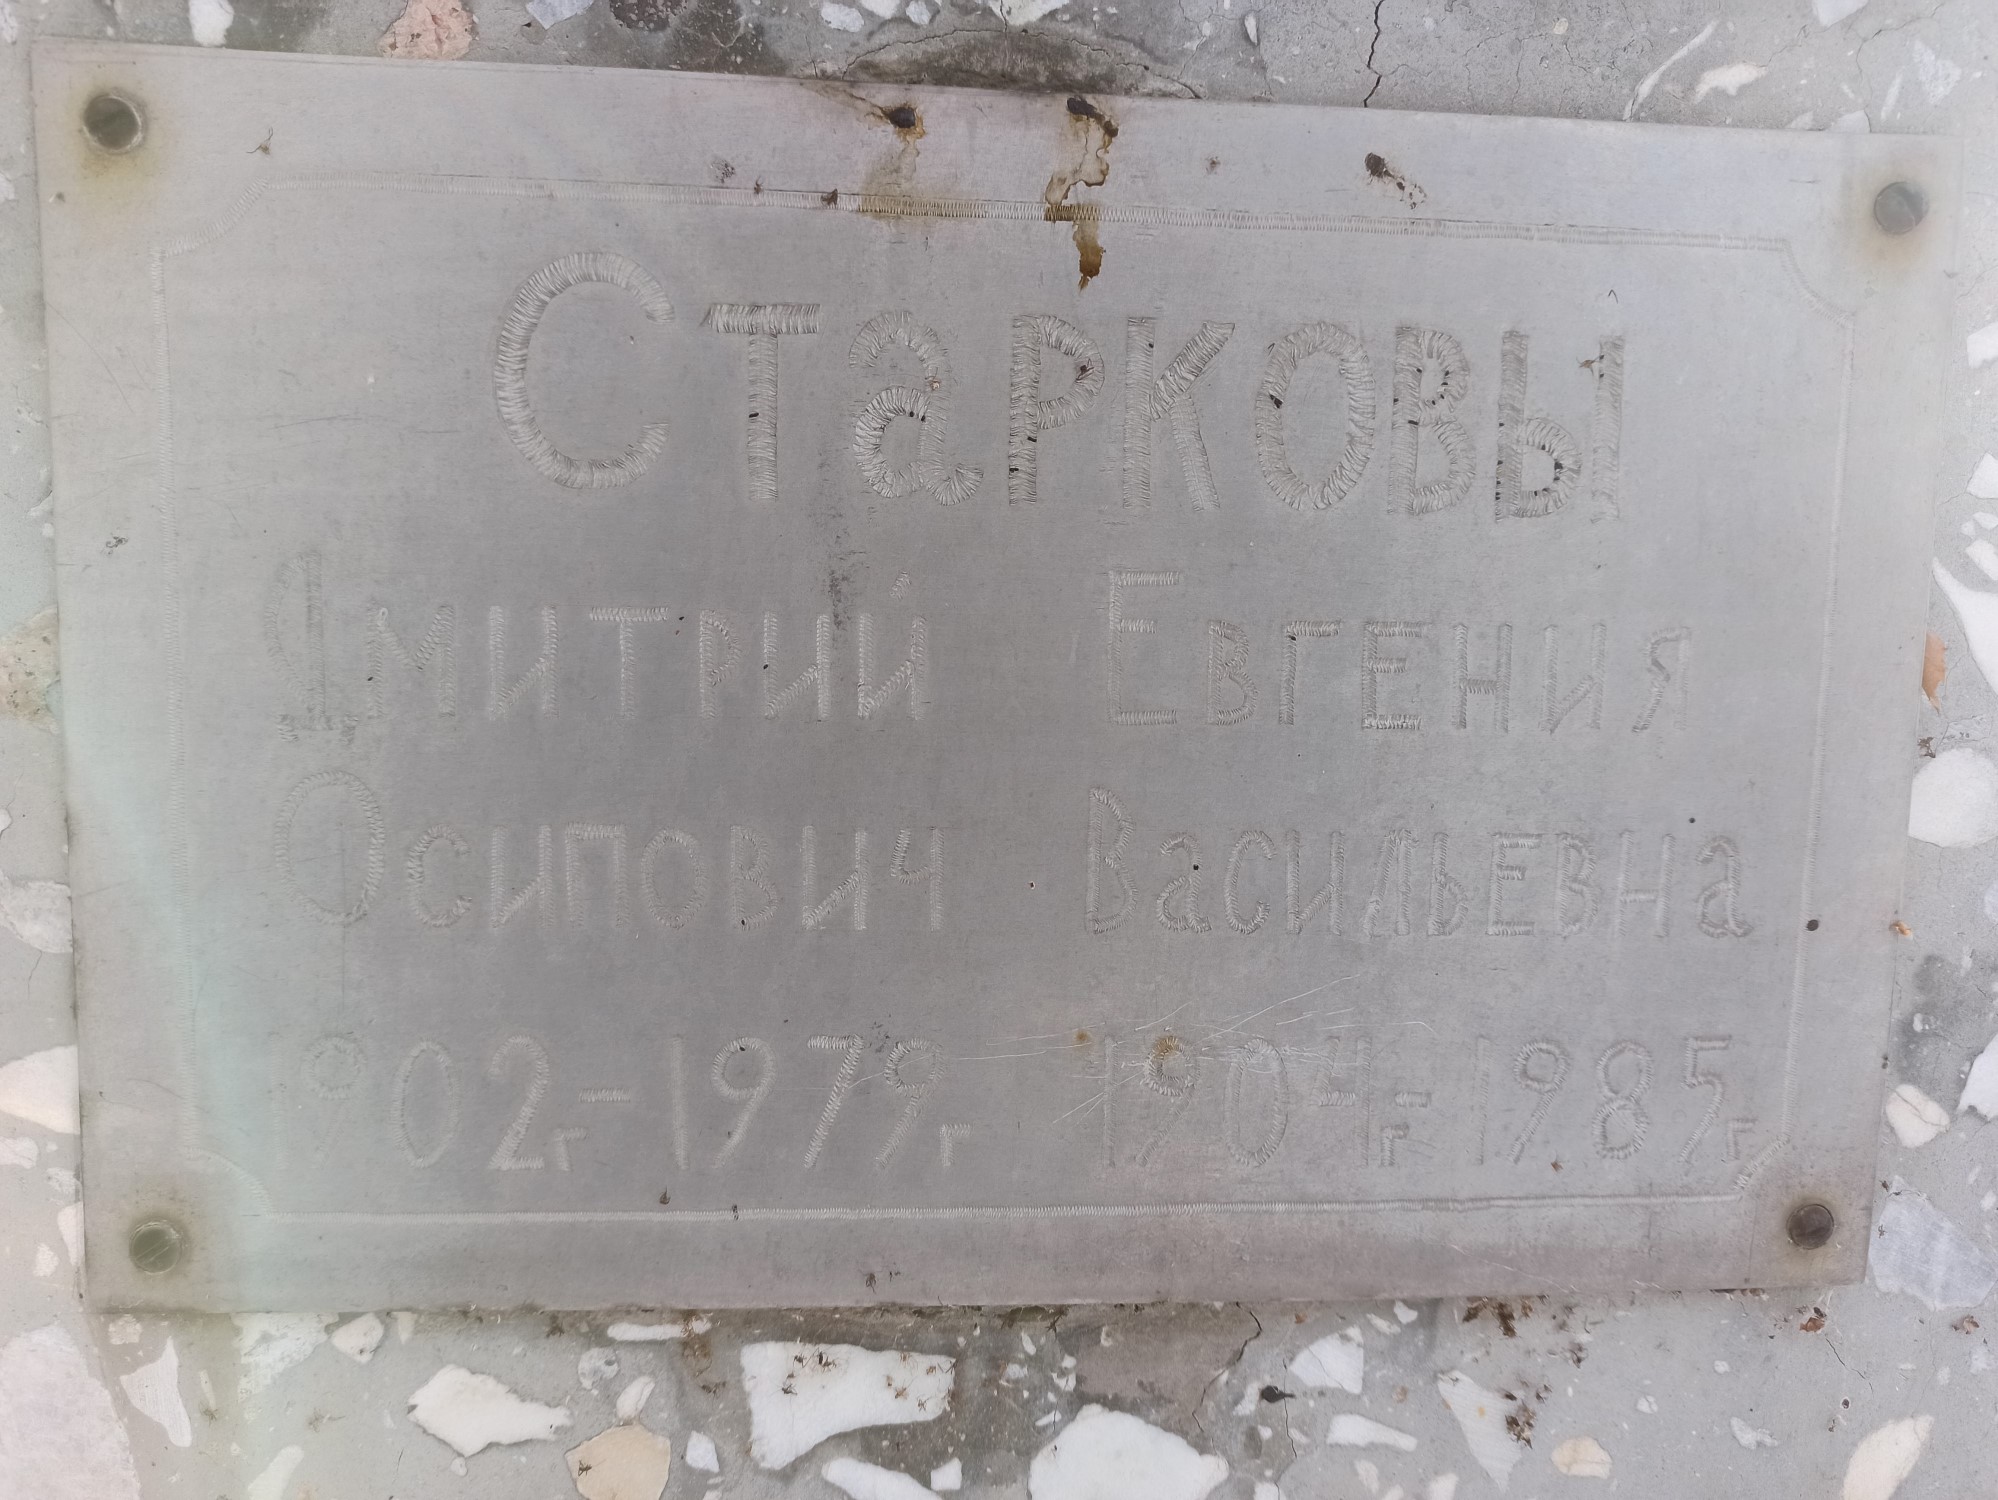 Старковы
Дмитрий Евгения
Осипович Васильевна
1902г-1979г 1904г-1985г